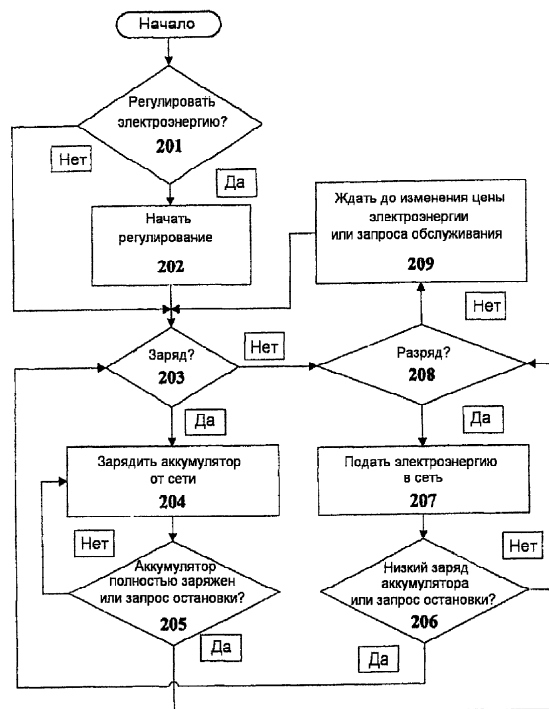 Начало
Регулировать
электроэнергию?
201
Нет
Да
Начать
регулирование
202
Ждать до изменения цены
электроэнергии
или запроса обслуживания
209
Нет
Заряд?
203
Нет
Разряд?
208
Да
Да
Зарядить аккумулятор
от сети
204
Подать электроэнергию
в сеть
207
Нет
Аккумулятор
полностью заряжен
или запрос остановки?
205
Да
Низкий заряд
аккумулятора
или запрос остановки?
206
Нет
Да